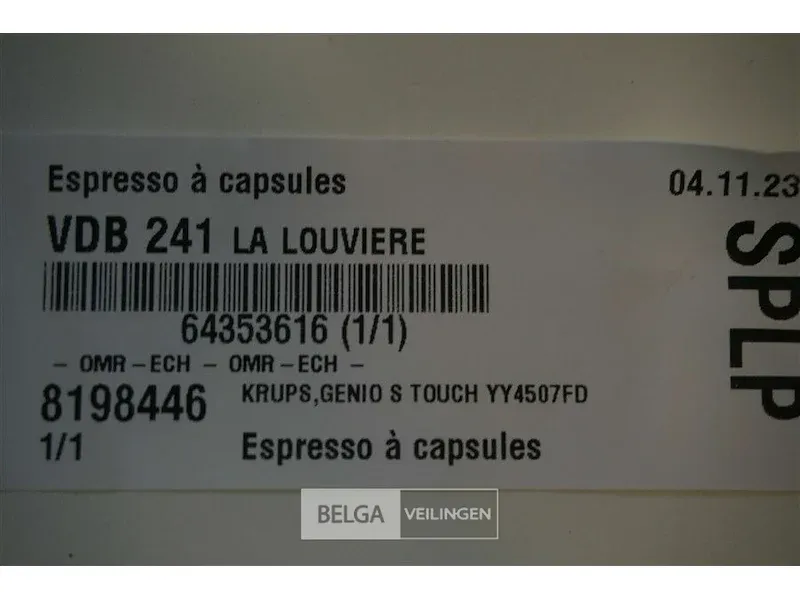 Espresso à capsules
04.11.23
VDB 241 LA LOUVIERE
SPLP
64353616 (1/1)
- OMR - ECH - OMR - ECH -
8198446 KRUPS,GENIO S TOUCH YY4507FD
1/1 Espresso à capsules
BELGA VEILINGEN